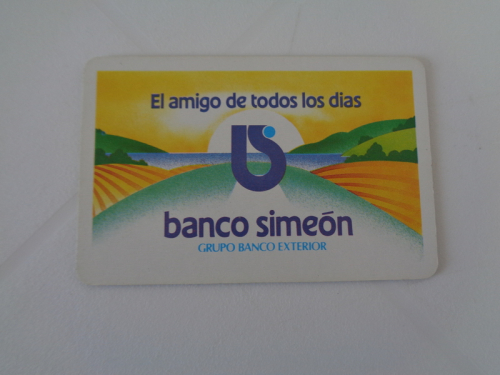 El amigo de todos los dias
banco simeón
GRUPO BANCO EXTERIOR